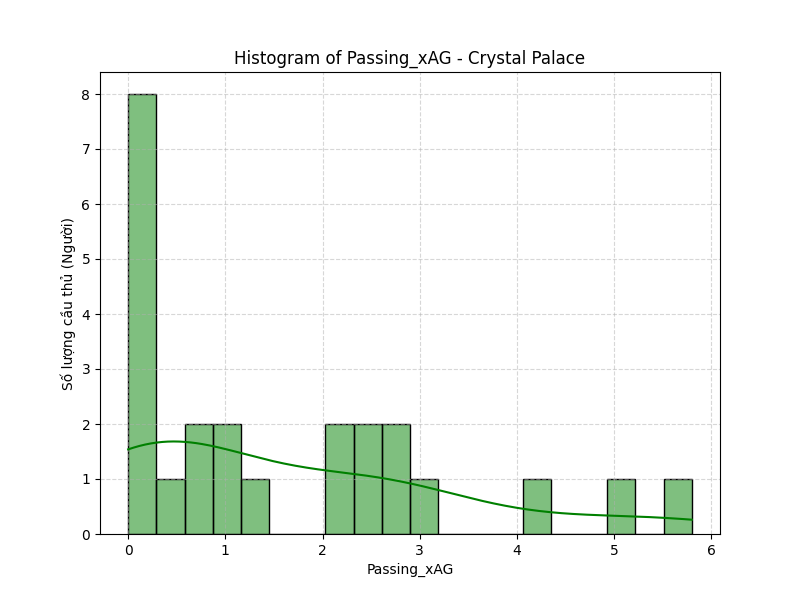 Histogram of Passing_xAG - Crystal Palace
Số lượng cầu thủ (Người)
8
7
6
5
4
3
2
1
0
0 1 2 3 4 5 6
Passing_xAG